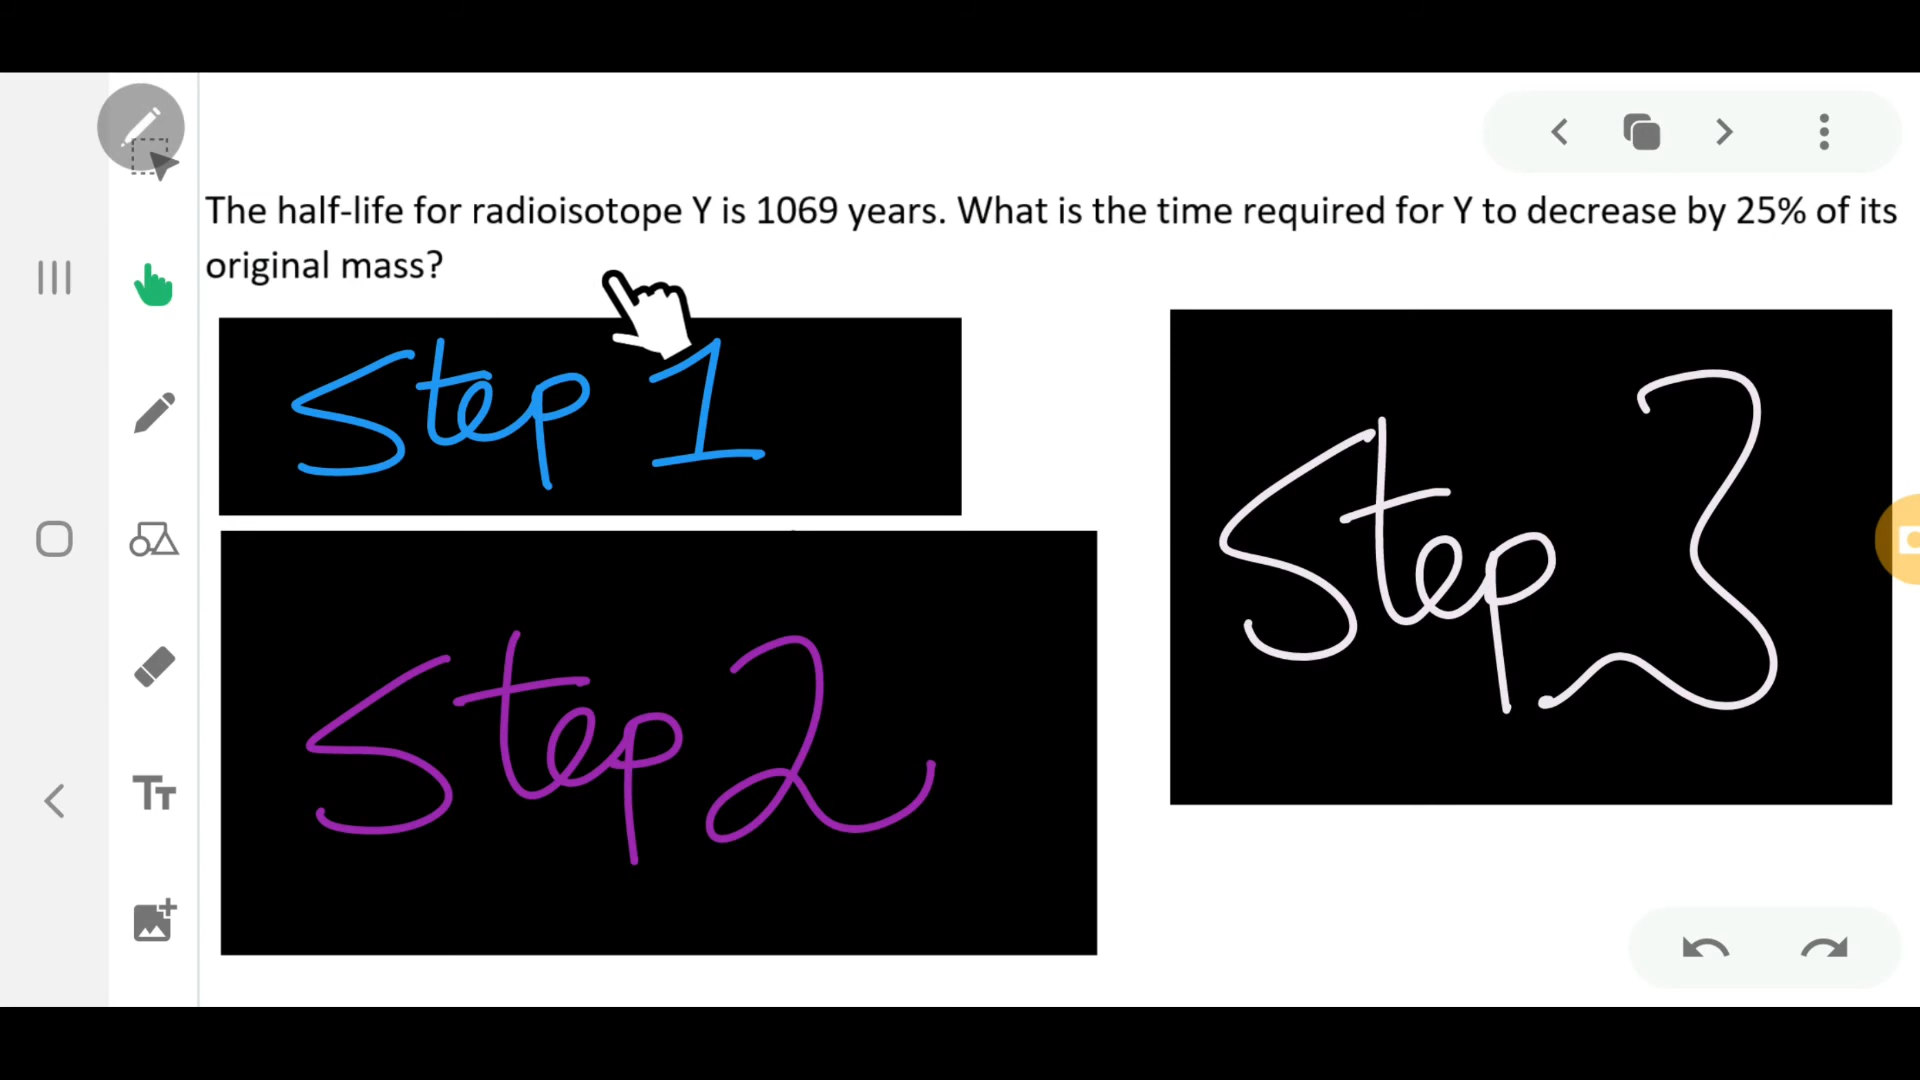 The half-life for radioisotope Y is 1069 years. What is the time required for Y to decrease by 25% of its
original mass?
Step 1
Step 2
Step 3
TT